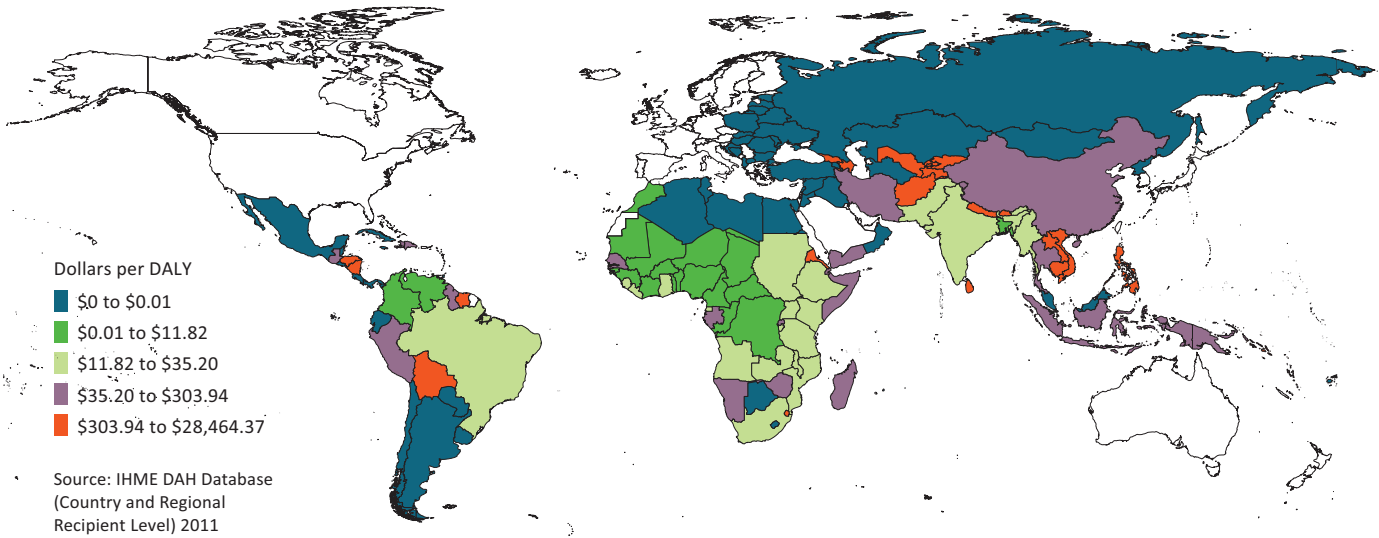 Dollars per DALY
$0 to $0.01
$0.01 to $11.82
$11.82 to $35.20
$35.20 to $303.94
$303.94 to $28,464.37
Source: IHME DAH Database
(Country and Regional
Recipient Level) 2011